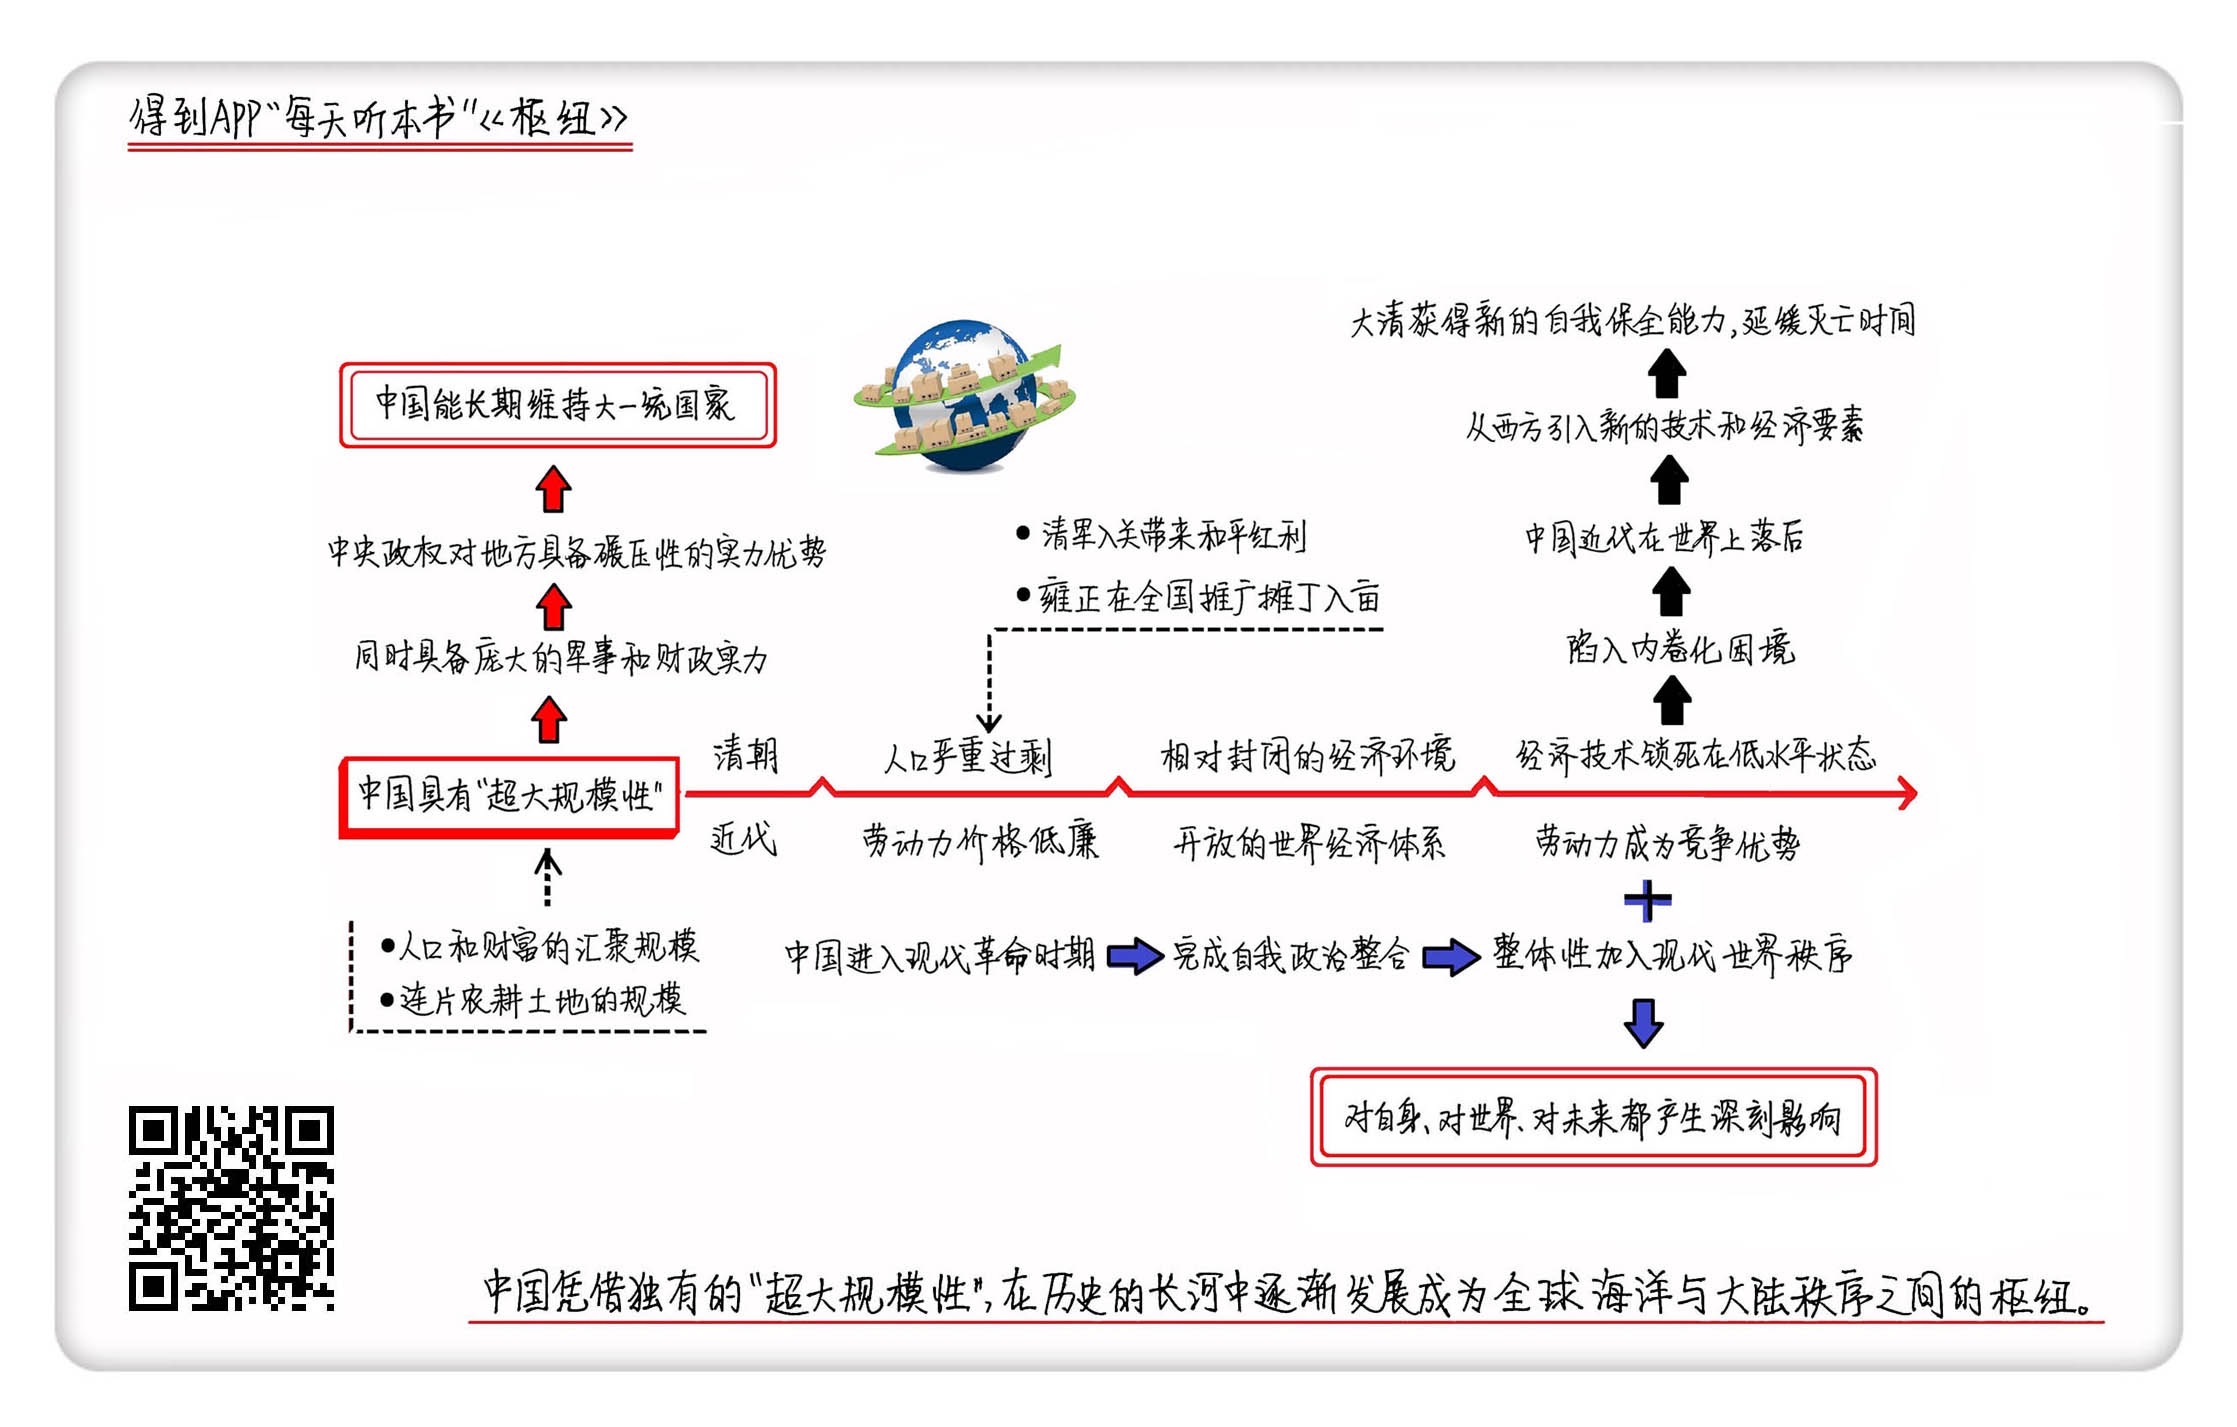 得到APP“每天听本书”《枢纽》
大清获得新的自我保全能力,延缓灭亡时间
中国能长期维持大一统国家
从西方引入新的技术和经济要素
清军入关带来和平红利
中国近代在世界上落后
中央政权对地方具备碾压性的实力优势
雍正在全国推广摊丁入亩
同时具备庞大的军事和财政实力
陷入内卷化困境
清朝
人口严重过剩
相对封闭的经济环境
经济技术锁死在低水平状态
中国具有“超大规模性”
近代
劳动力价格低廉
开放的世界经济体系
劳动力成为竞争优势
人口和财富的汇聚规模
连片农耕土地的规模
中国进入现代革命时期
完成自我政治整合
整体性加入现代世界秩序
对自身、对世界、对未来都产生深刻影响
中国凭借独有的“超大规模性”,在历史的长河中逐渐发展成为全球海洋与大陆秩序之间的枢纽。